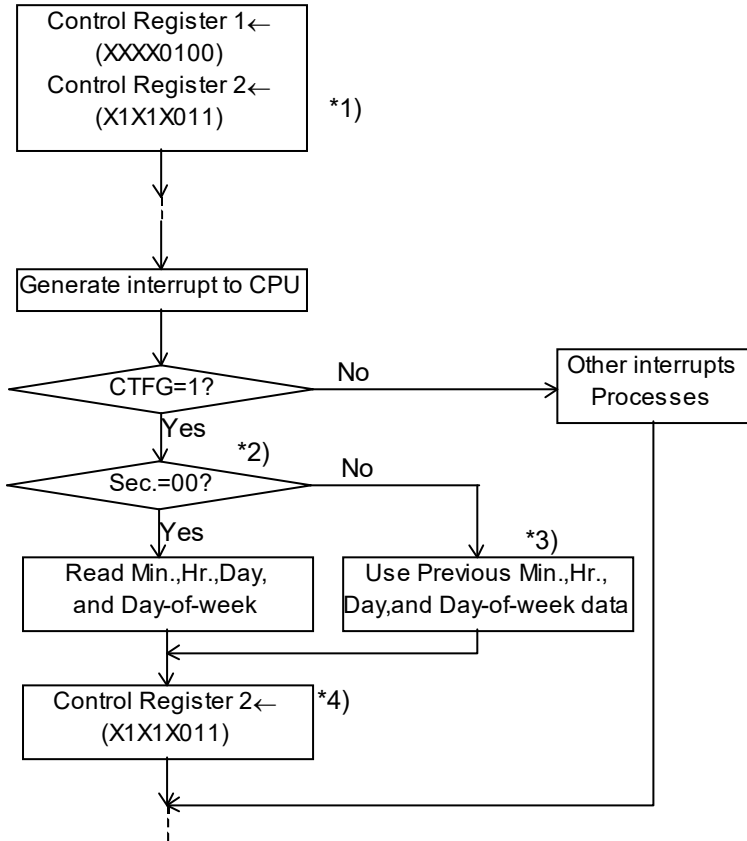 Control Register 1←
(XXXX0100)
Control Register 2←
(X1X1X011)
*1)
Generate interrupt to CPU
CTFG=1?
No
Other interrupts
Processes
Yes
*2)
Sec.=00?
No
Yes
*3)
Read Min.,Hr.,Day,
and Day-of-week
Use Previous Min.,Hr.,
Day,and Day-of-week data
Control Register 2←
(X1X1X011)
*4)